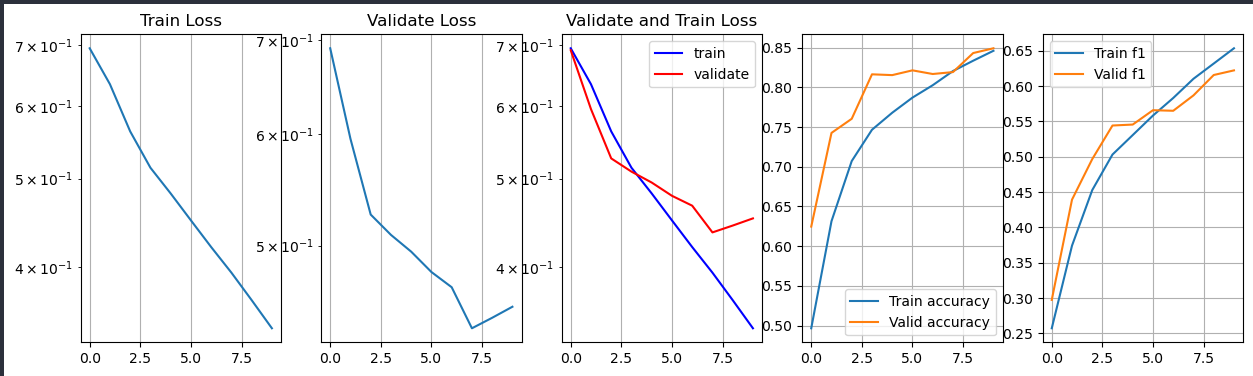 Train Loss
Validate Loss
Validate and Train Loss
7 × 10⁻¹
6 × 10⁻¹
5 × 10⁻¹
4 × 10⁻¹
0.0 2.5 5.0 7.5
7 × 10⁻¹
6 × 10⁻¹
5 × 10⁻¹
0.0 2.5 5.0 7.5
7 × 10⁻¹
6 × 10⁻¹
5 × 10⁻¹
4 × 10⁻¹
train
validate
0.0 2.5 5.0 7.5
0.85
0.80
0.75
0.70
0.65
0.60
0.55
0.50
Train accuracy
Valid accuracy
0.0 2.5 5.0 7.5
0.65
0.60
0.55
0.50
0.45
0.40
0.35
0.30
0.25
Train f1
Valid f1
0.0 2.5 5.0 7.5